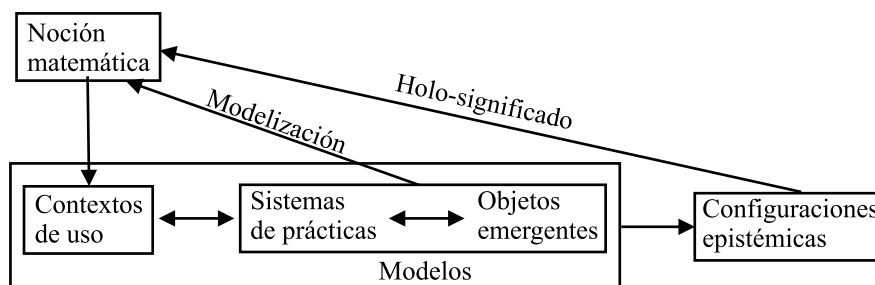 Noción
matemática
Holo-significado
Modelización
Contextos
de uso
Sistemas
de prácticas
Objetos
emergentes
Configuraciones
epistémicas
Modelos